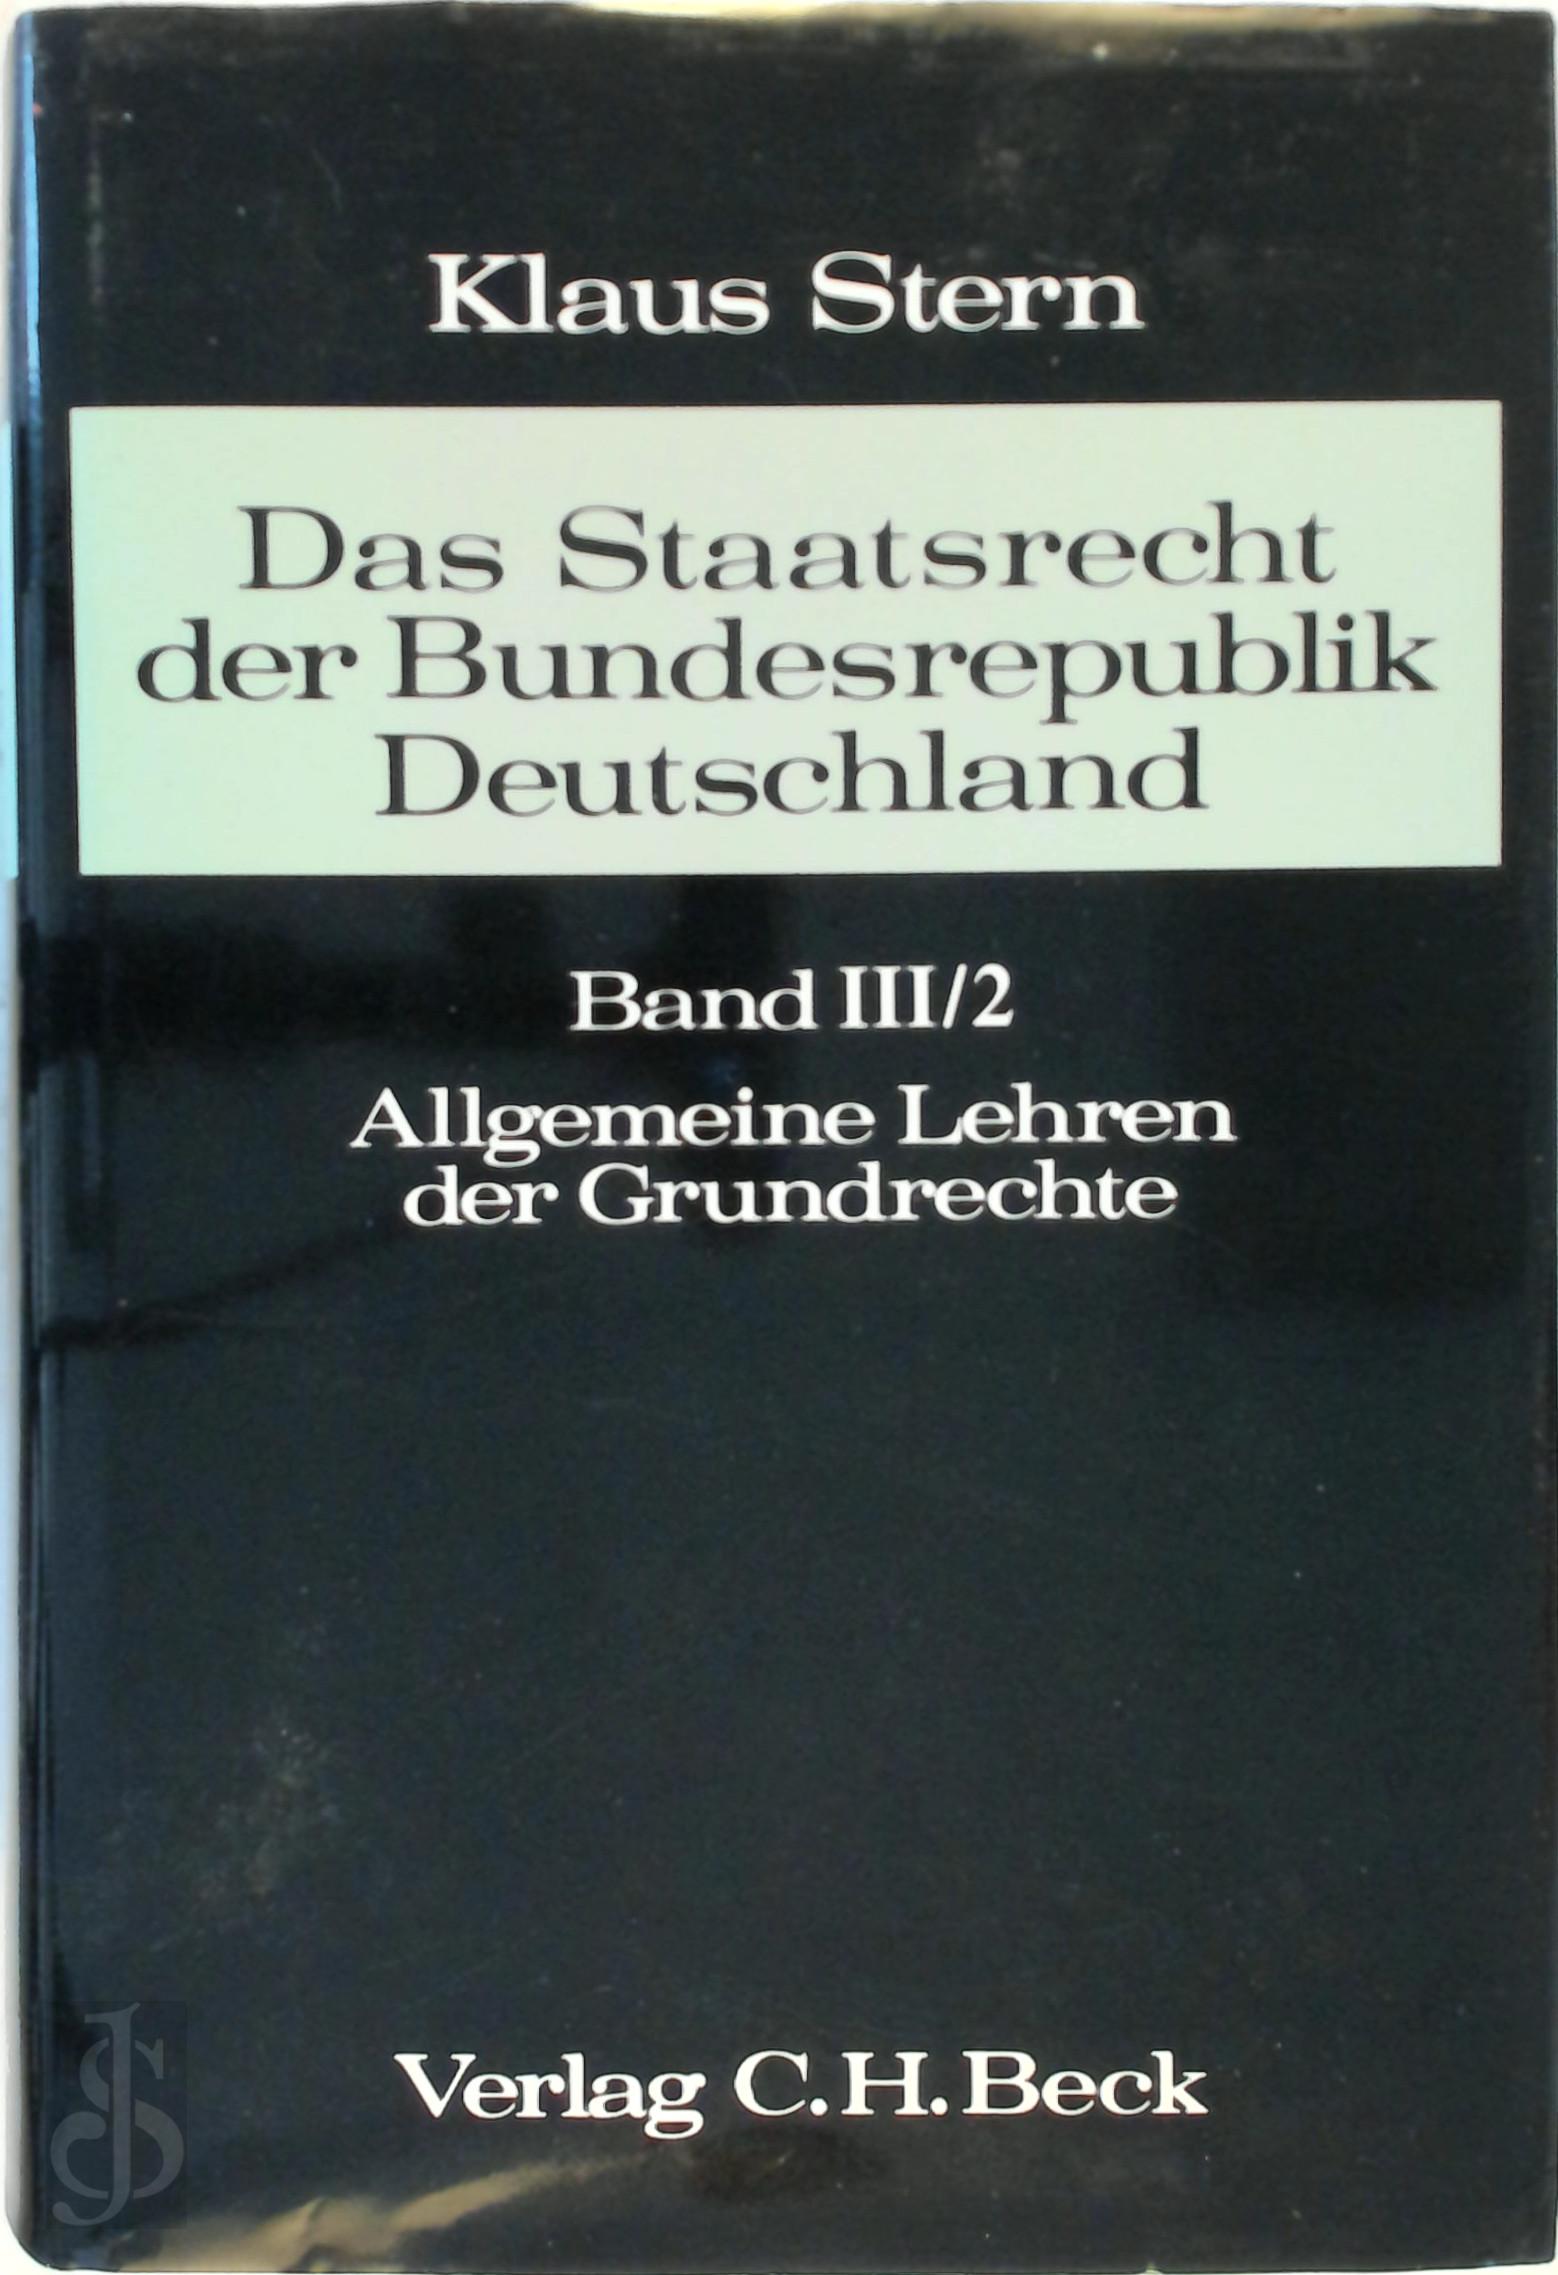 Klaus Stern
Das Staatsrecht
der Bundesrepublik
Deutschland
Band III/2
Allgemeine Lehren
der Grundrechte
Verlag C.H.Beck